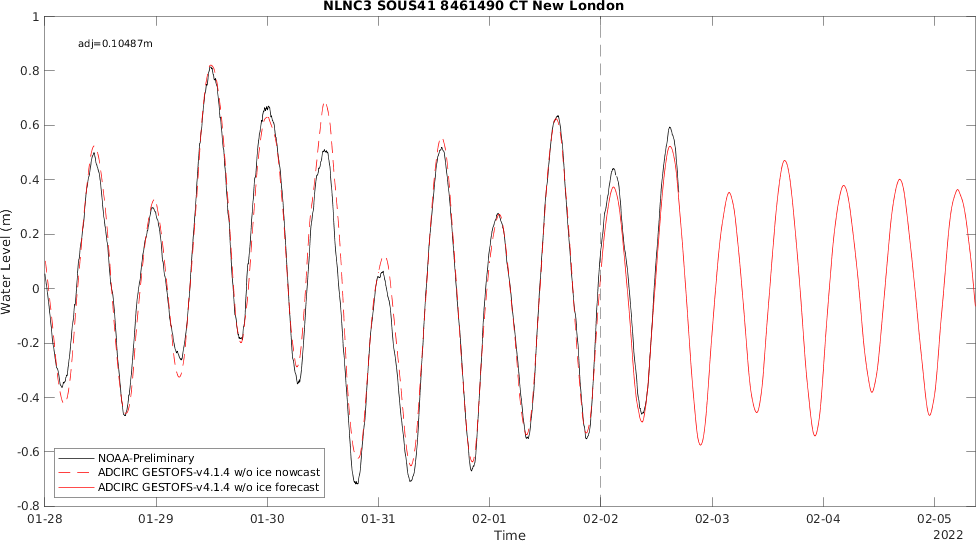 NLNC3 SOUS41 8461490 CT New London
adj=0.10487m
1
0.8
0.6
0.4
0.2
0
-0.2
-0.4
-0.6
-0.8
Water Level (m)
NOAA-Preliminary
ADCIRC GESTOFS-v4.1.4 w/o ice nowcast
ADCIRC GESTOFS-v4.1.4 w/o ice forecast
01-28 01-29 01-30 01-31 02-01 02-02 02-03 02-04 02-05
Time
2022